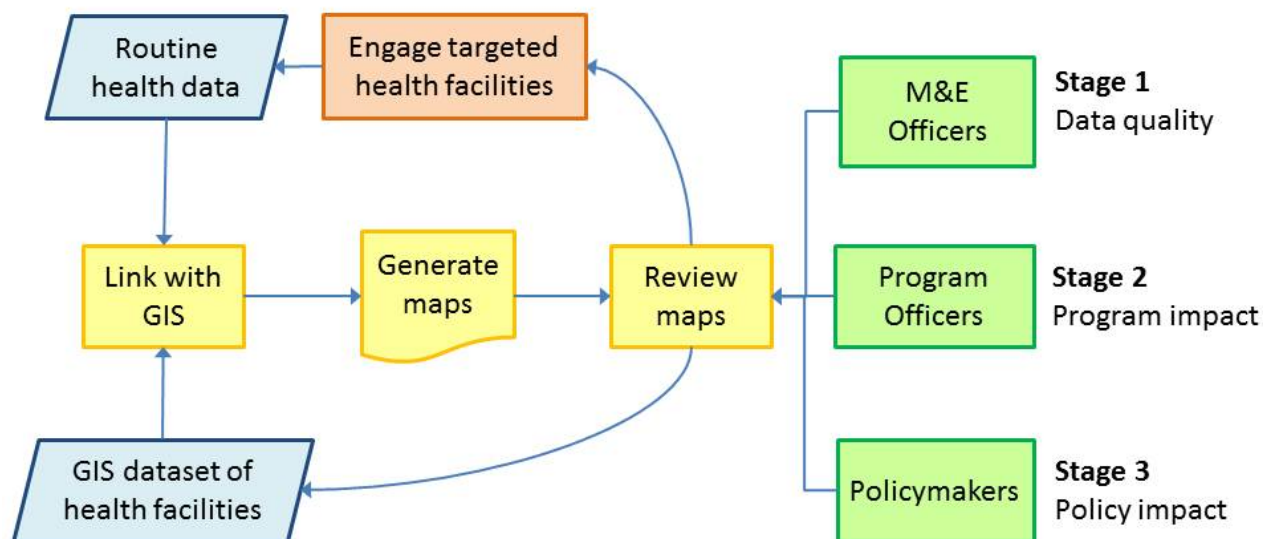 Routine
health data
Engage targeted
health facilities
M&E
Officers
Stage 1
Data quality
Link with
GIS
Generate
maps
Review
maps
Program
Officers
Stage 2
Program impact
GIS dataset of
health facilities
Policymakers
Stage 3
Policy impact